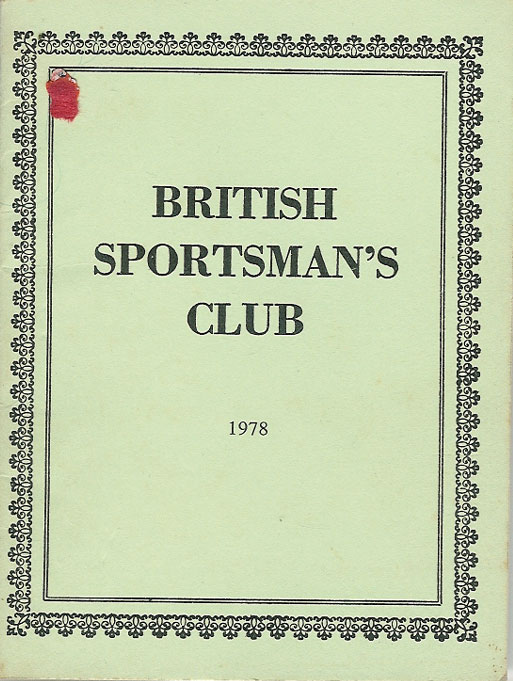 BRITISH
SPORTSMAN'S
CLUB
1978